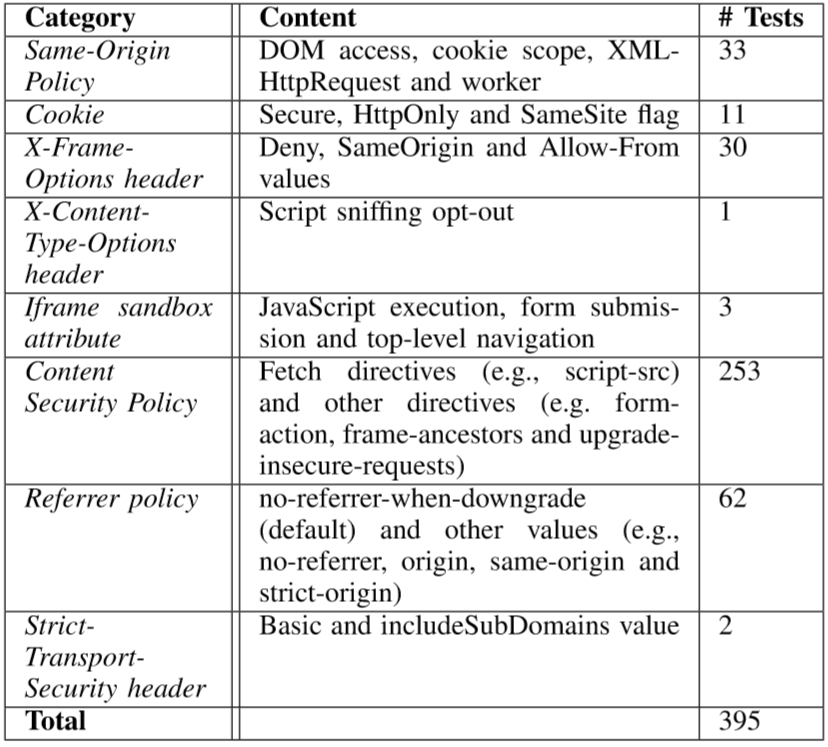 Category Content # Tests
Same-Origin DOM access, cookie scope, XML- 33
Policy HttpRequest and worker
Cookie Secure, HttpOnly and SameSite flag 11
X-Frame- Deny, SameOrigin and Allow-From 30
Options header values
X-Content- Script sniffing opt-out 1
Type-Options
header
Iframe sandbox JavaScript execution, form submis- 3
attribute sion and top-level navigation
Content Fetch directives (e.g., script-src) 253
Security Policy and other directives (e.g. form-
action, frame-ancestors and upgrade-
insecure-requests)
Referrer policy no-referrer-when-downgrade 62
(default) and other values (e.g.,
no-referrer, origin, same-origin and
strict-origin)
Strict- Basic and includeSubDomains value 2
Transport-
Security header
Total 395